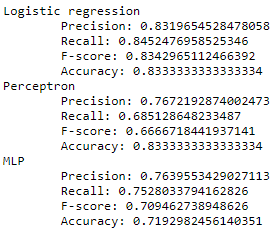 Logistic regression
Precision: 0.8319654528478058
Recall: 0.8452476958525346
F-score: 0.8342965112466392
Accuracy: 0.8333333333333334
Perceptron
Precision: 0.7672192874002473
Recall: 0.685128648233487
F-score: 0.6666718441937141
Accuracy: 0.8333333333333334
MLP
Precision: 0.7639553429027113
Recall: 0.7528033794162826
F-score: 0.709462738948626
Accuracy: 0.7192982456140351